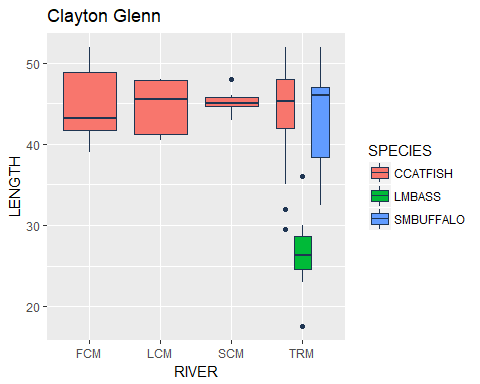 Clayton Glenn
50
40
30
20
LENGTH
FCM LCM SCM TRM
RIVER
SPECIES
CCATFISH
LMBASS
SMBUFFALO